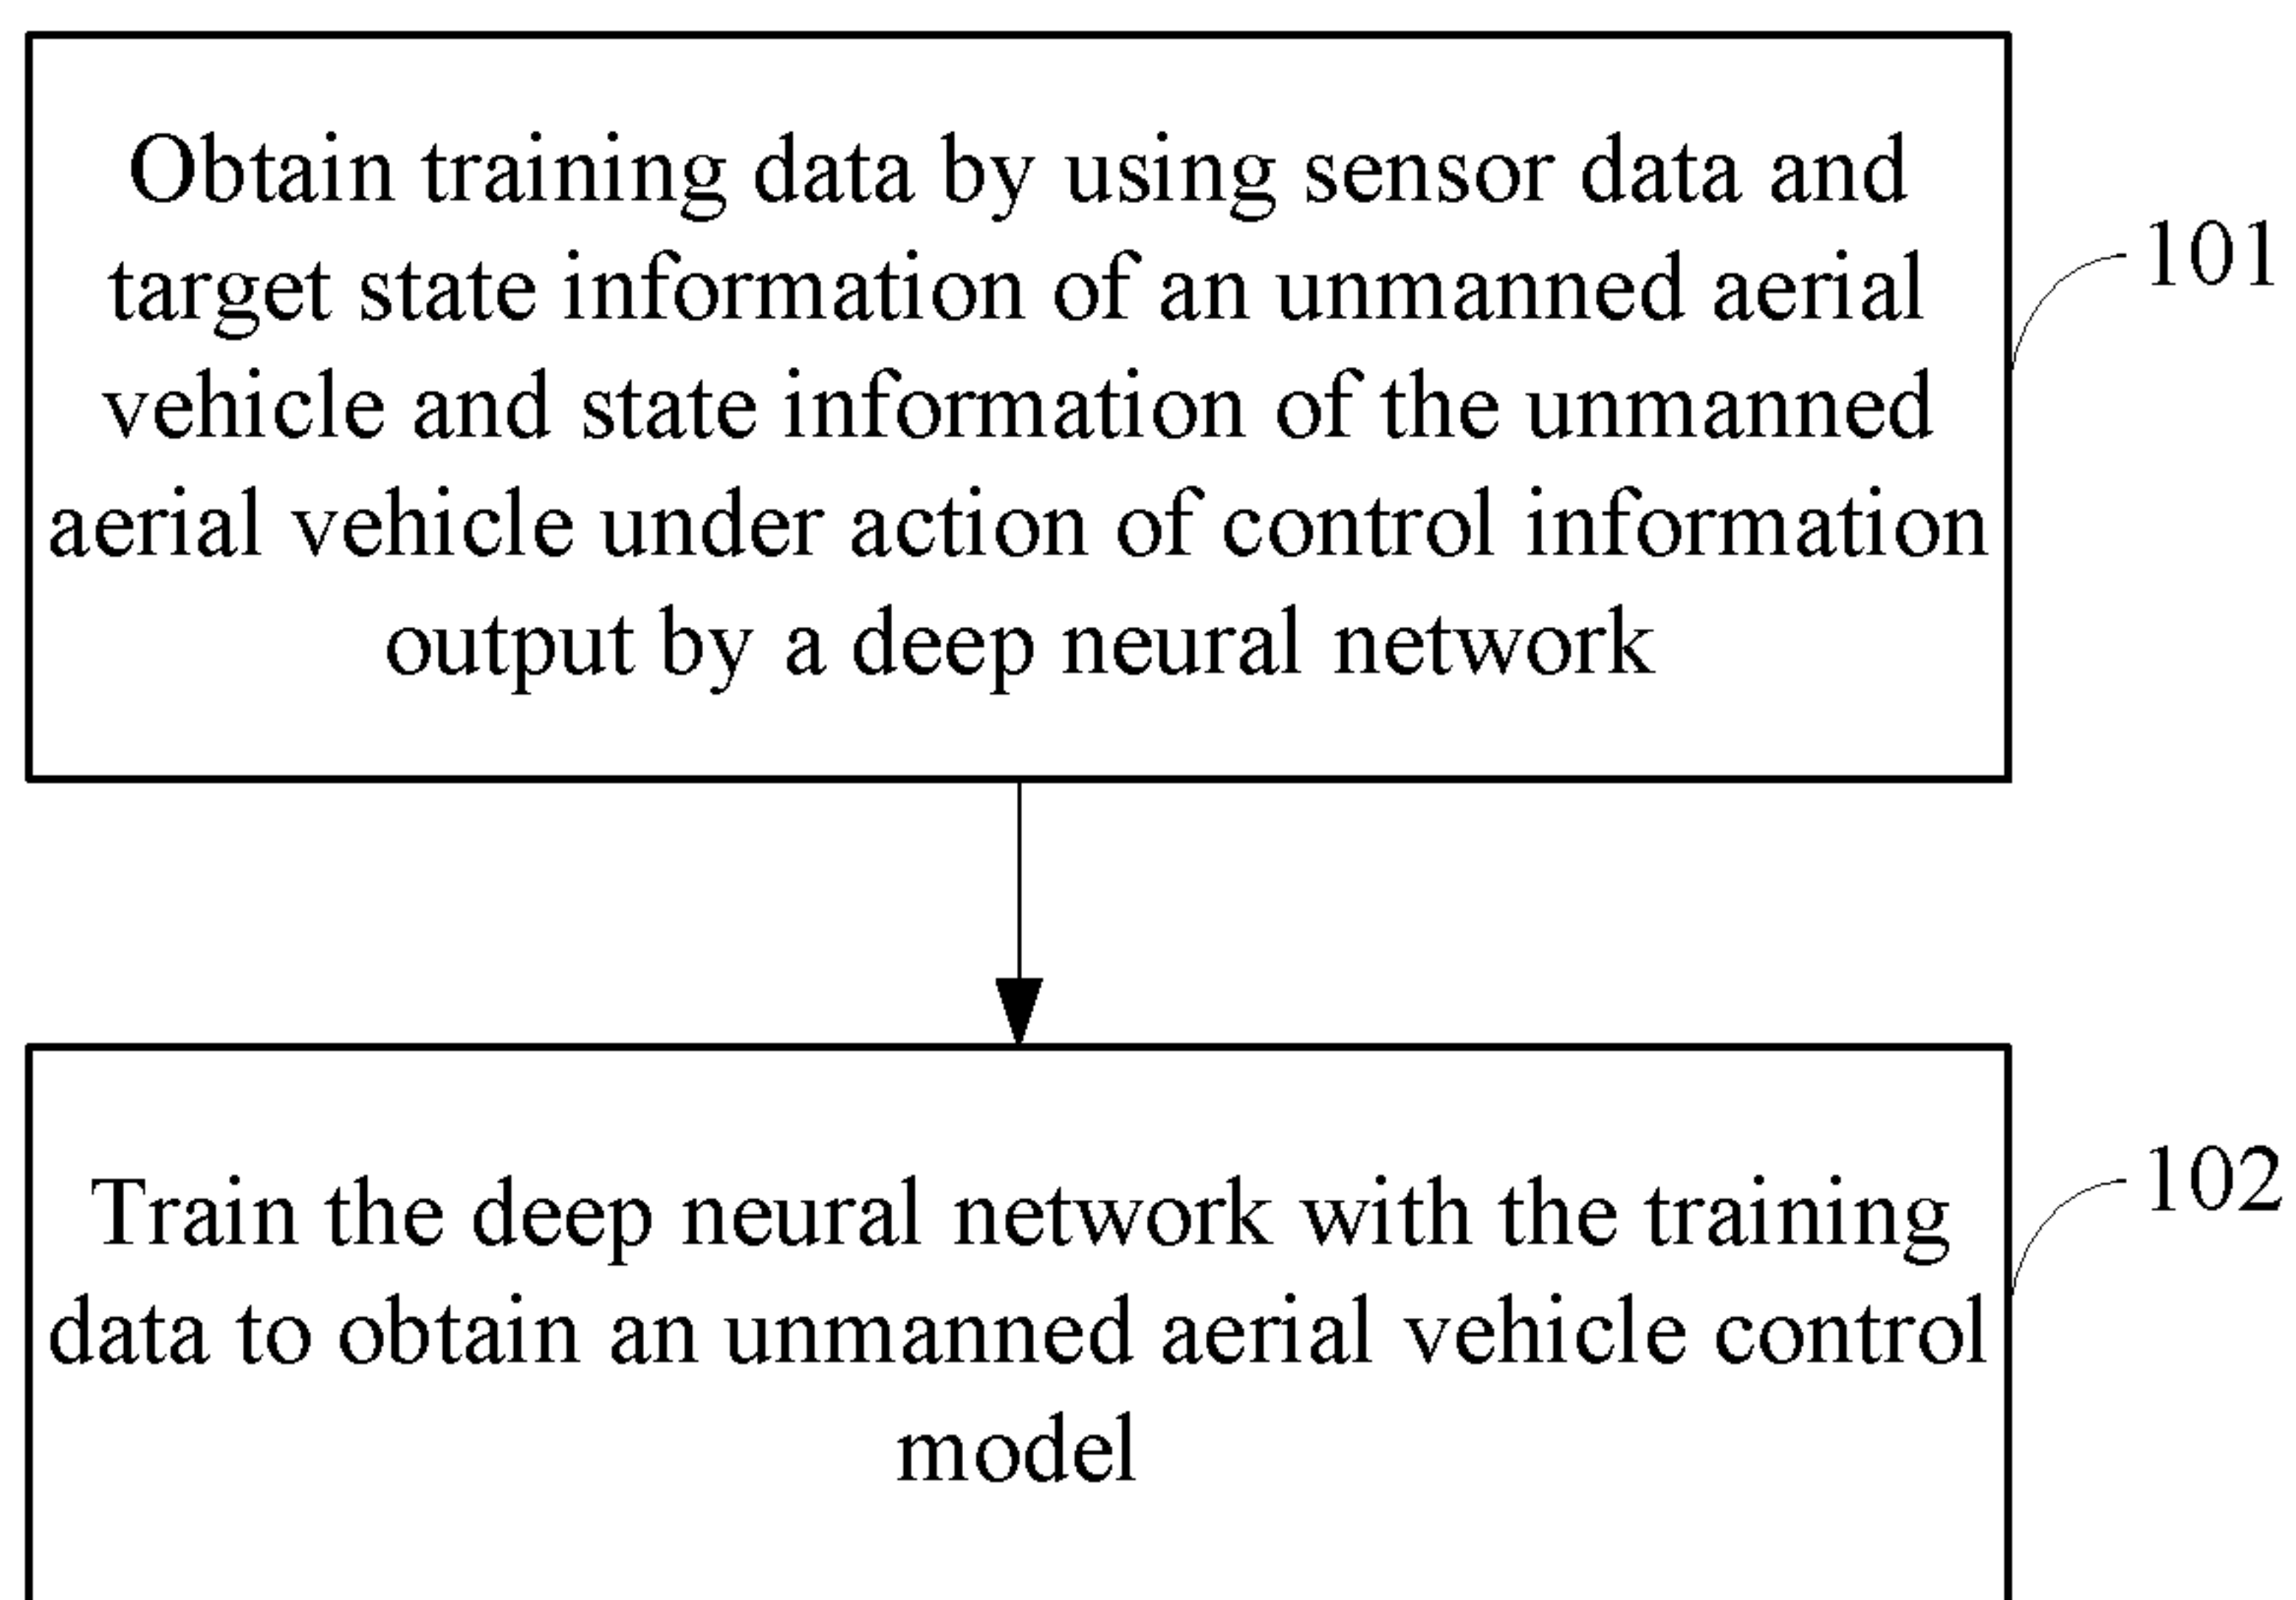 Obtain training data by using sensor data and
target state information of an unmanned aerial
vehicle and state information of the unmanned
aerial vehicle under action of control information
output by a deep neural network
101
Train the deep neural network with the training
data to obtain an unmanned aerial vehicle control
model
102